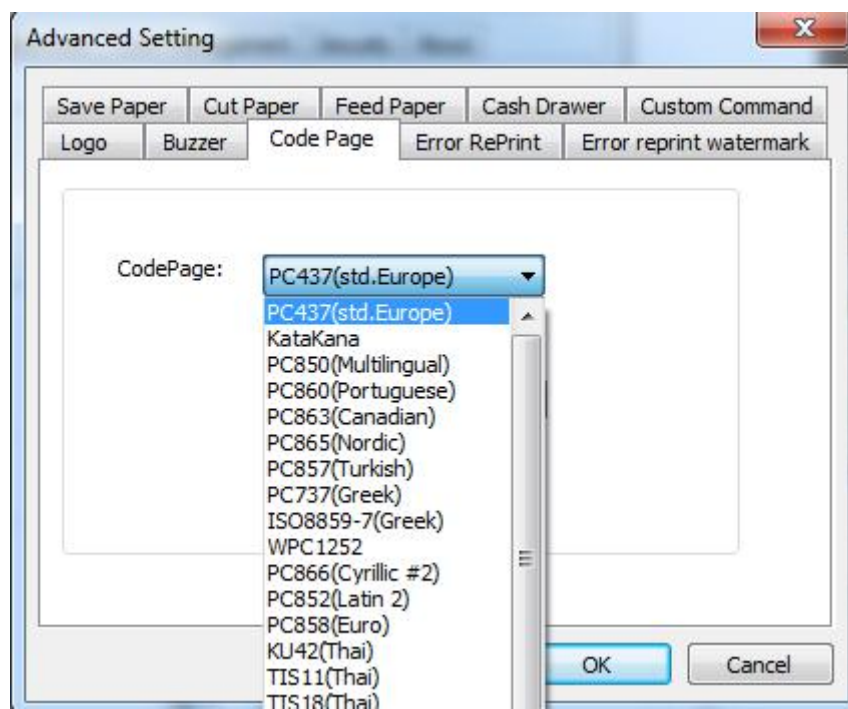 Advanced Setting
Save Paper Cut Paper Feed Paper Cash Drawer Custom Command
Logo Buzzer Code Page Error RePrint Error reprint watermark
CodePage: PC437(std.Europe)
PC437(std.Europe)
KataKana
PC850(Multilingual)
PC860(Portuguese)
PC863(Canadian)
PC865(Nordic)
PC857(Turkish)
PC737(Greek)
ISO8859-7(Greek)
WPC1252
PC866(Cyrillic #2)
PC852(Latin 2)
PC858(Euro)
KU42(Thai)
TIS11(Thai)
TIS18(Thai)
OK Cancel